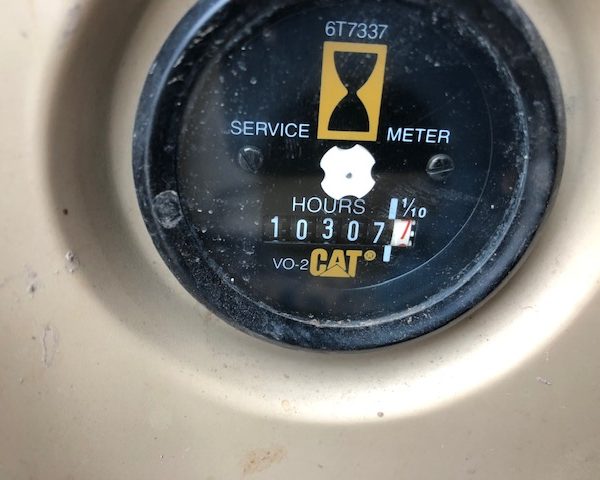 6T7337
SERVICE METER
HOURS 1/10
10307
VO-2 CAT®